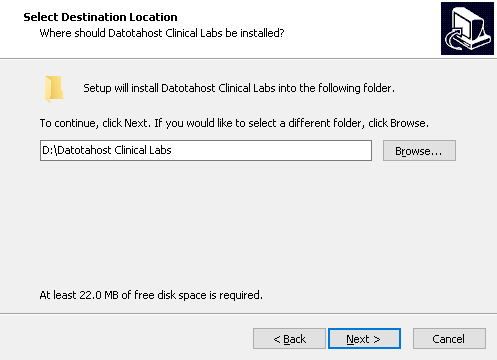 Select Destination Location
Where should Datotahost Clinical Labs be installed?
Setup will install Datotahost Clinical Labs into the following folder.
To continue, click Next. If you would like to select a different folder, click Browse.
D:\Datotahost Clinical Labs
Browse...
At least 22.0 MB of free disk space is required.
< Back
Next >
Cancel